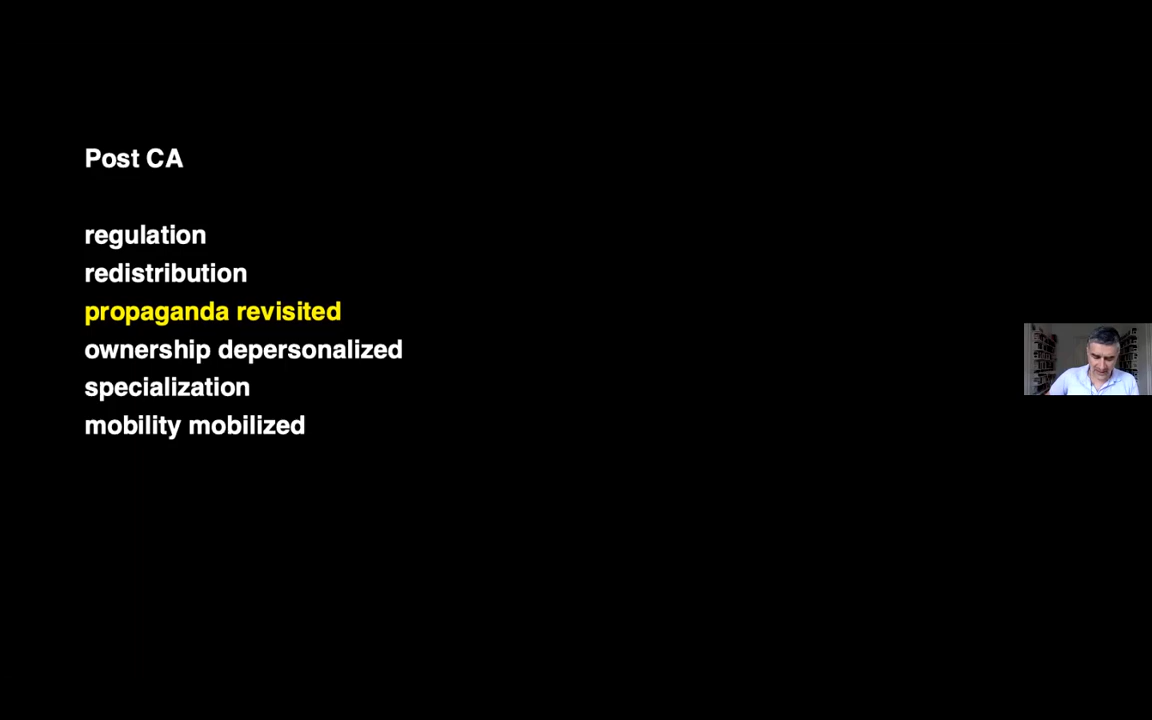 Post CA
regulation
redistribution
propaganda revisited
ownership depersonalized
specialization
mobility mobilized